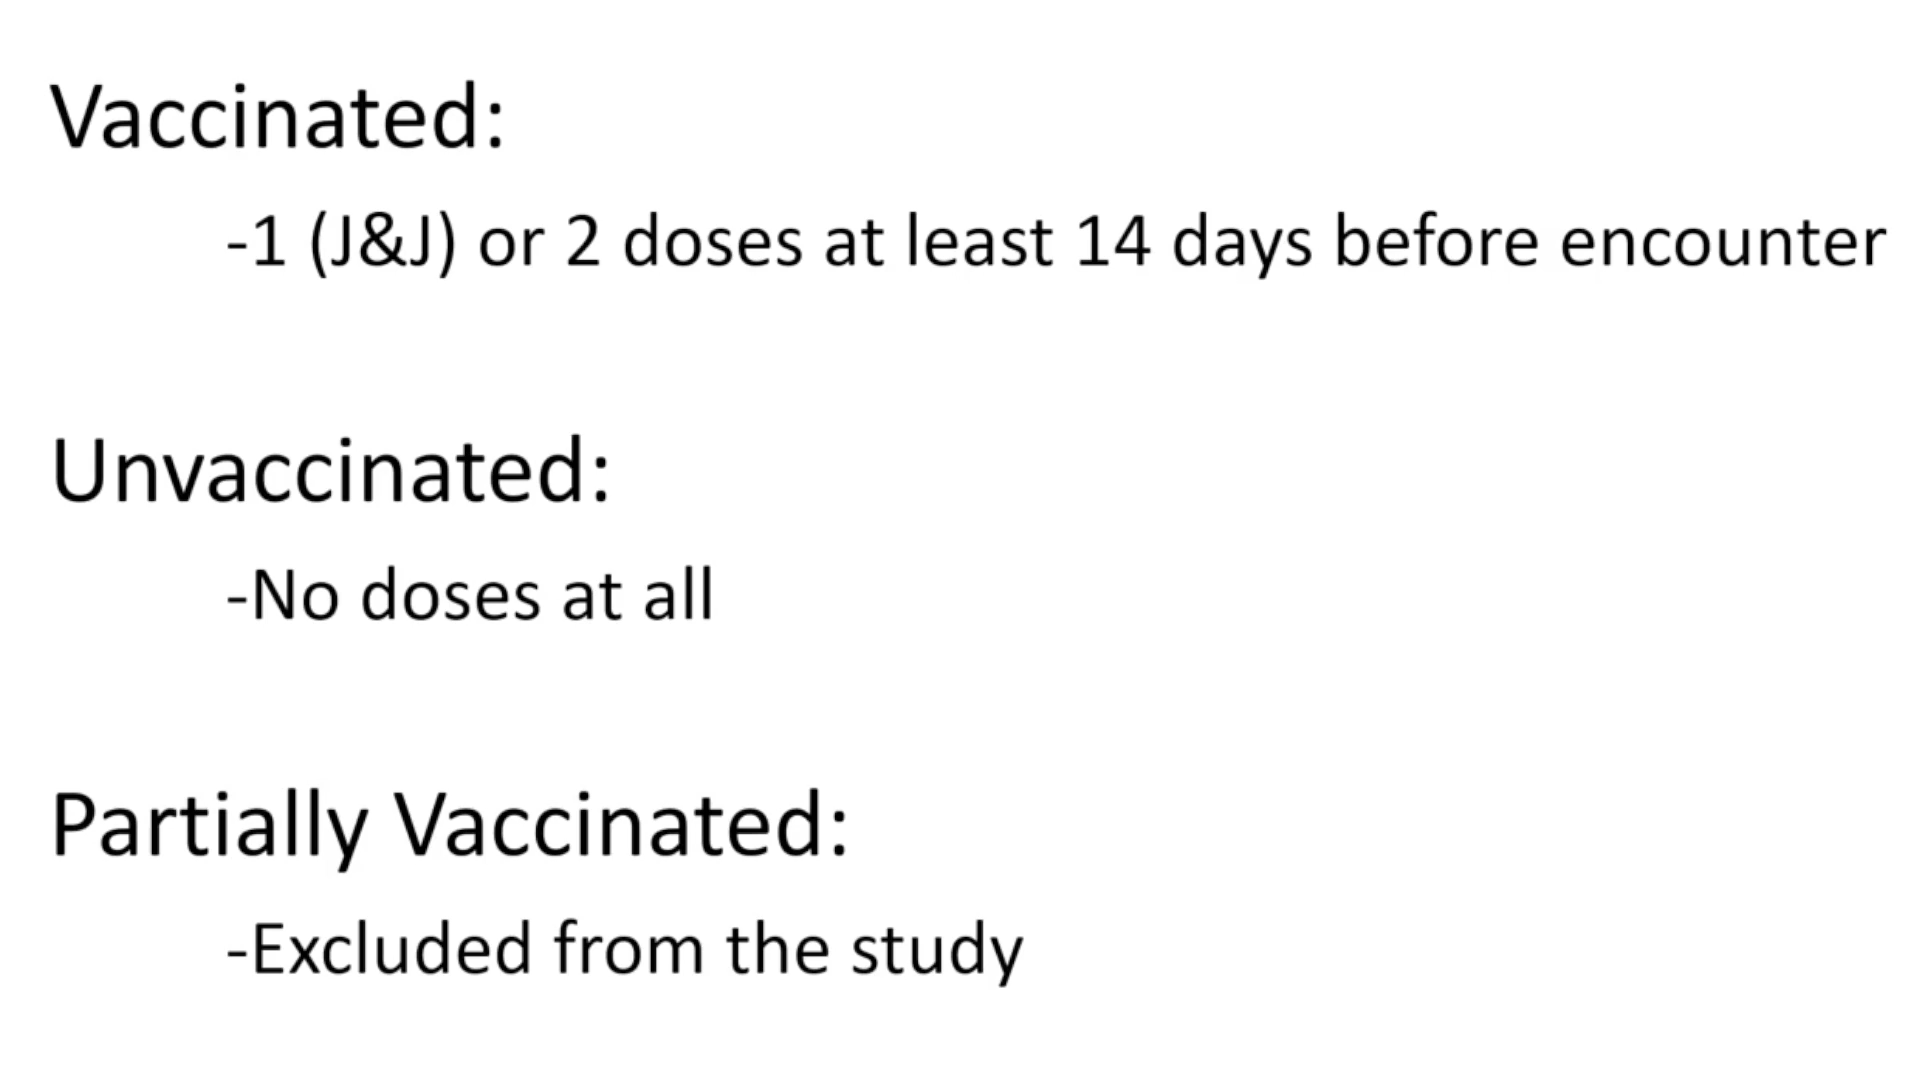 Vaccinated:
-1 (J&J) or 2 doses at least 14 days before encounter
Unvaccinated:
-No doses at all
Partially Vaccinated:
-Excluded from the study